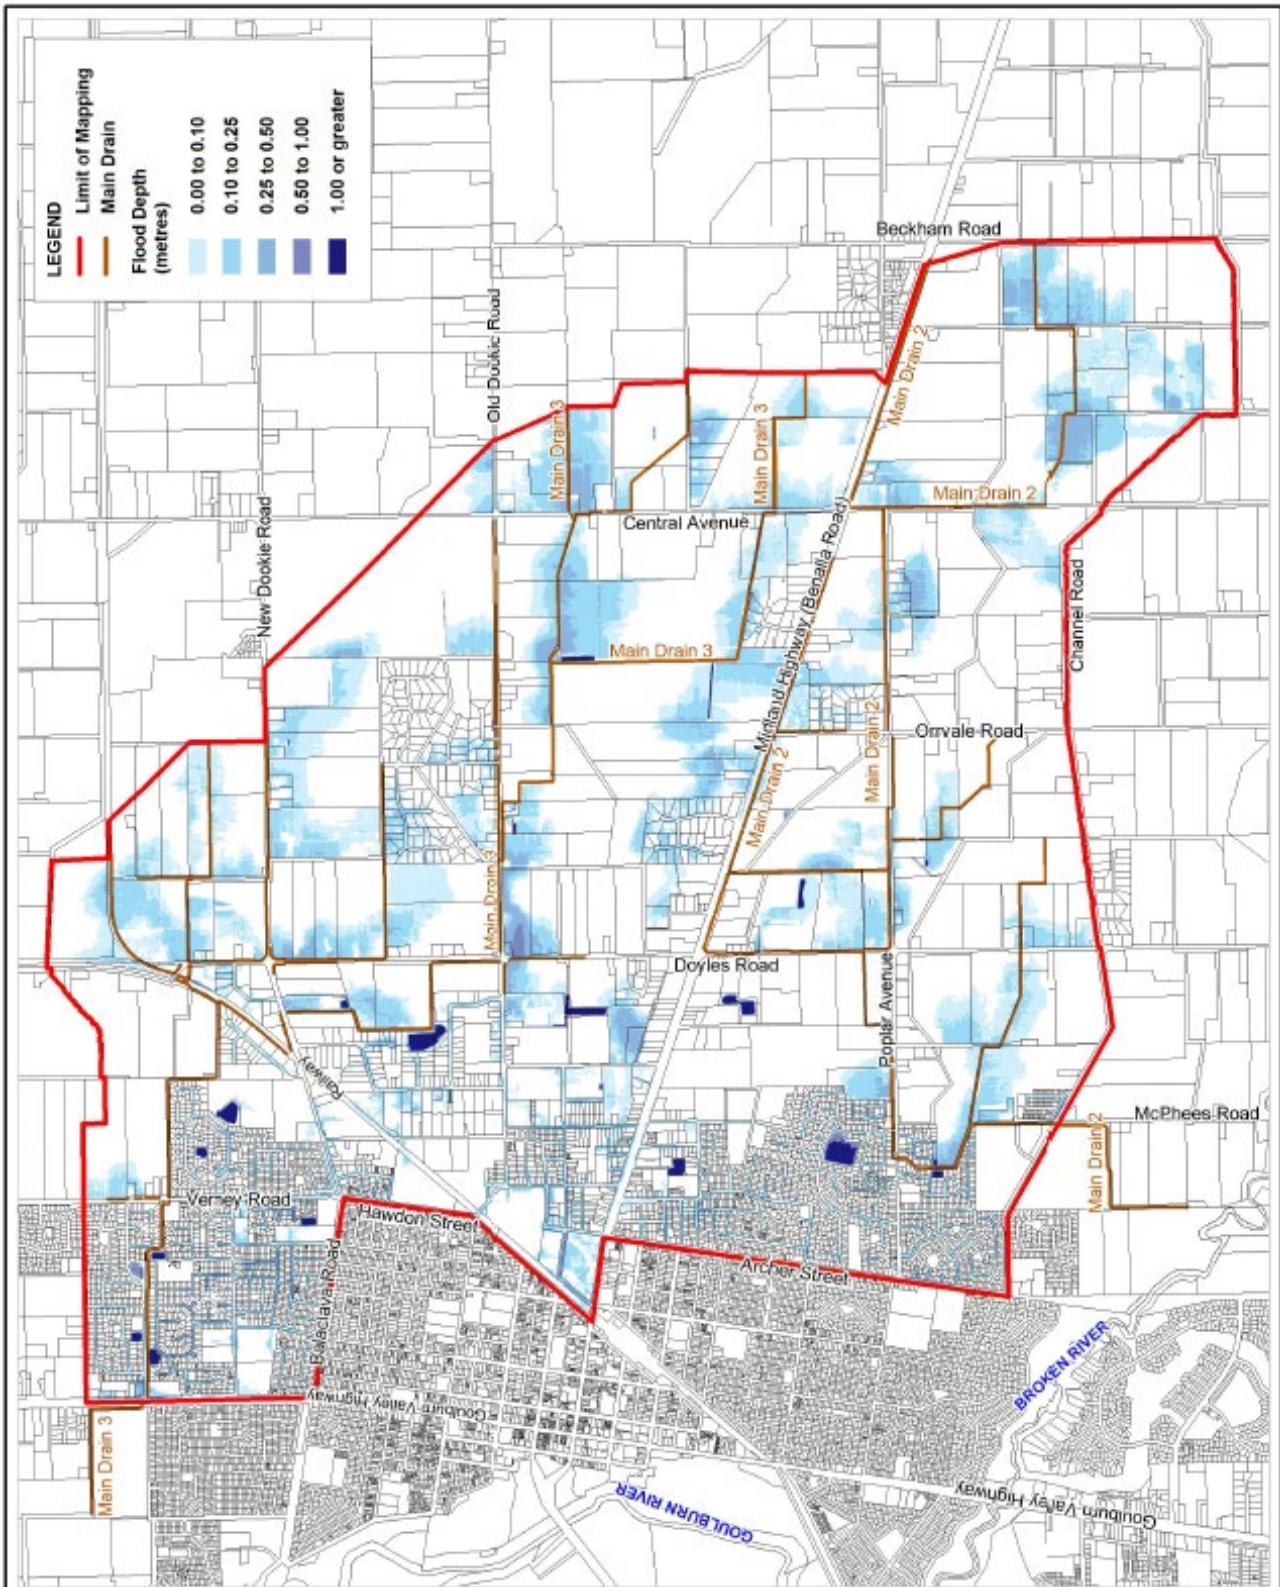 LEGEND
Limit of Mapping
Main Drain
Flood Depth
(metres)
0.00 to 0.10
0.10 to 0.25
0.25 to 0.50
0.50 to 1.00
1.00 or greater
Beckham Road
Old Dookie Road
New Dookie Road
Main Drain 3
Main Drain 3
Main Drain 2
Main Drain 2
Central Avenue
Midland Highway (Benalla Road)
Channel Road
Main Drain 3
Orrvale Road
Main Drain 2
Main Drain 2
Main Drain 3
Doyles Road
Poplar Avenue
Railway
McPhees Road
Main Drain 2
Verney Road
Hawdon Street
Balaclava Road
Archer Street
Goulburn Valley Highway
BROKEN RIVER
Main Drain 3
GOULBURN RIVER
Goulburn Valley Highway